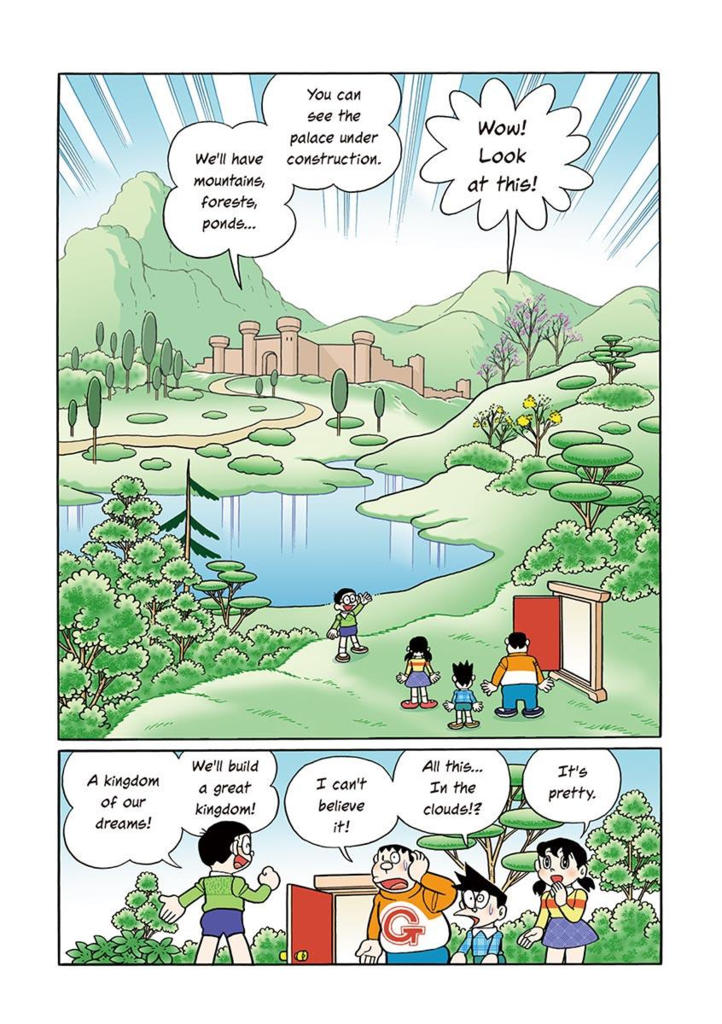 You can
see the
palace under
construction.
We'll have
mountains,
forests,
ponds...
Wow!
Look
at this!
A kingdom
of our
dreams!
We'll build
a great
kingdom!
I can't
believe
it!
All this...
In the
clouds!?
It's
pretty.
G